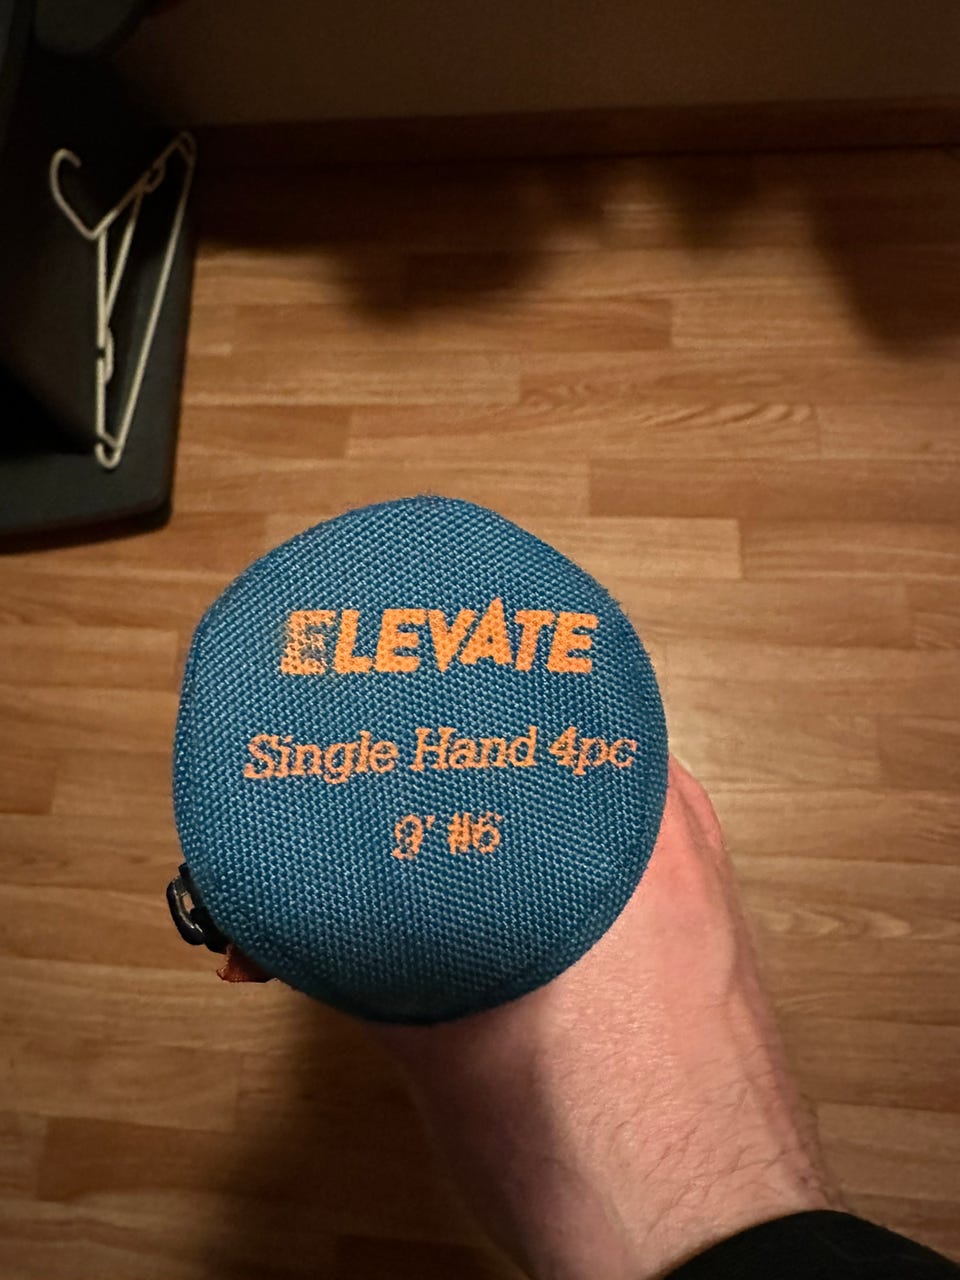 ELEVATE
Single Hand 4pc
9' #6